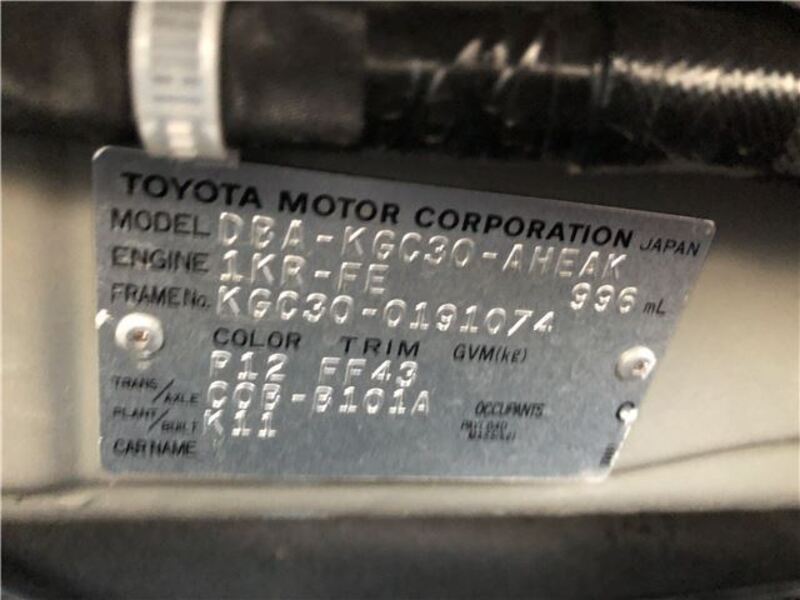 TOYOTA MOTOR CORPORATION JAPAN
MODEL DBA-KGC30-AHEAK
ENGINE 1KR-FE 996 mL
FRAME No. KGC30-0191074
COLOR TRIM GVM(kg)
P12 FF43
TRANS/AXLE C0B-B101A OCCUPANTS
PLANT/BUILT K11 PAYLOAD
CAR NAME